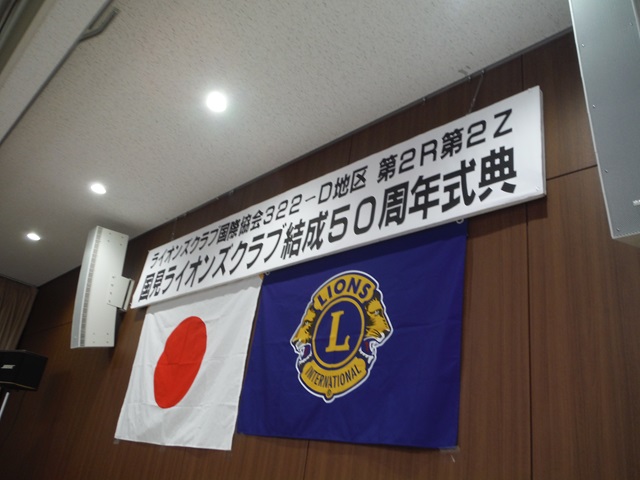 ライオンズクラブ国際協会322-D地区 第2R第2Z
国見ライオンズクラブ結成50周年式典
LIONS
L
INTERNATIONAL